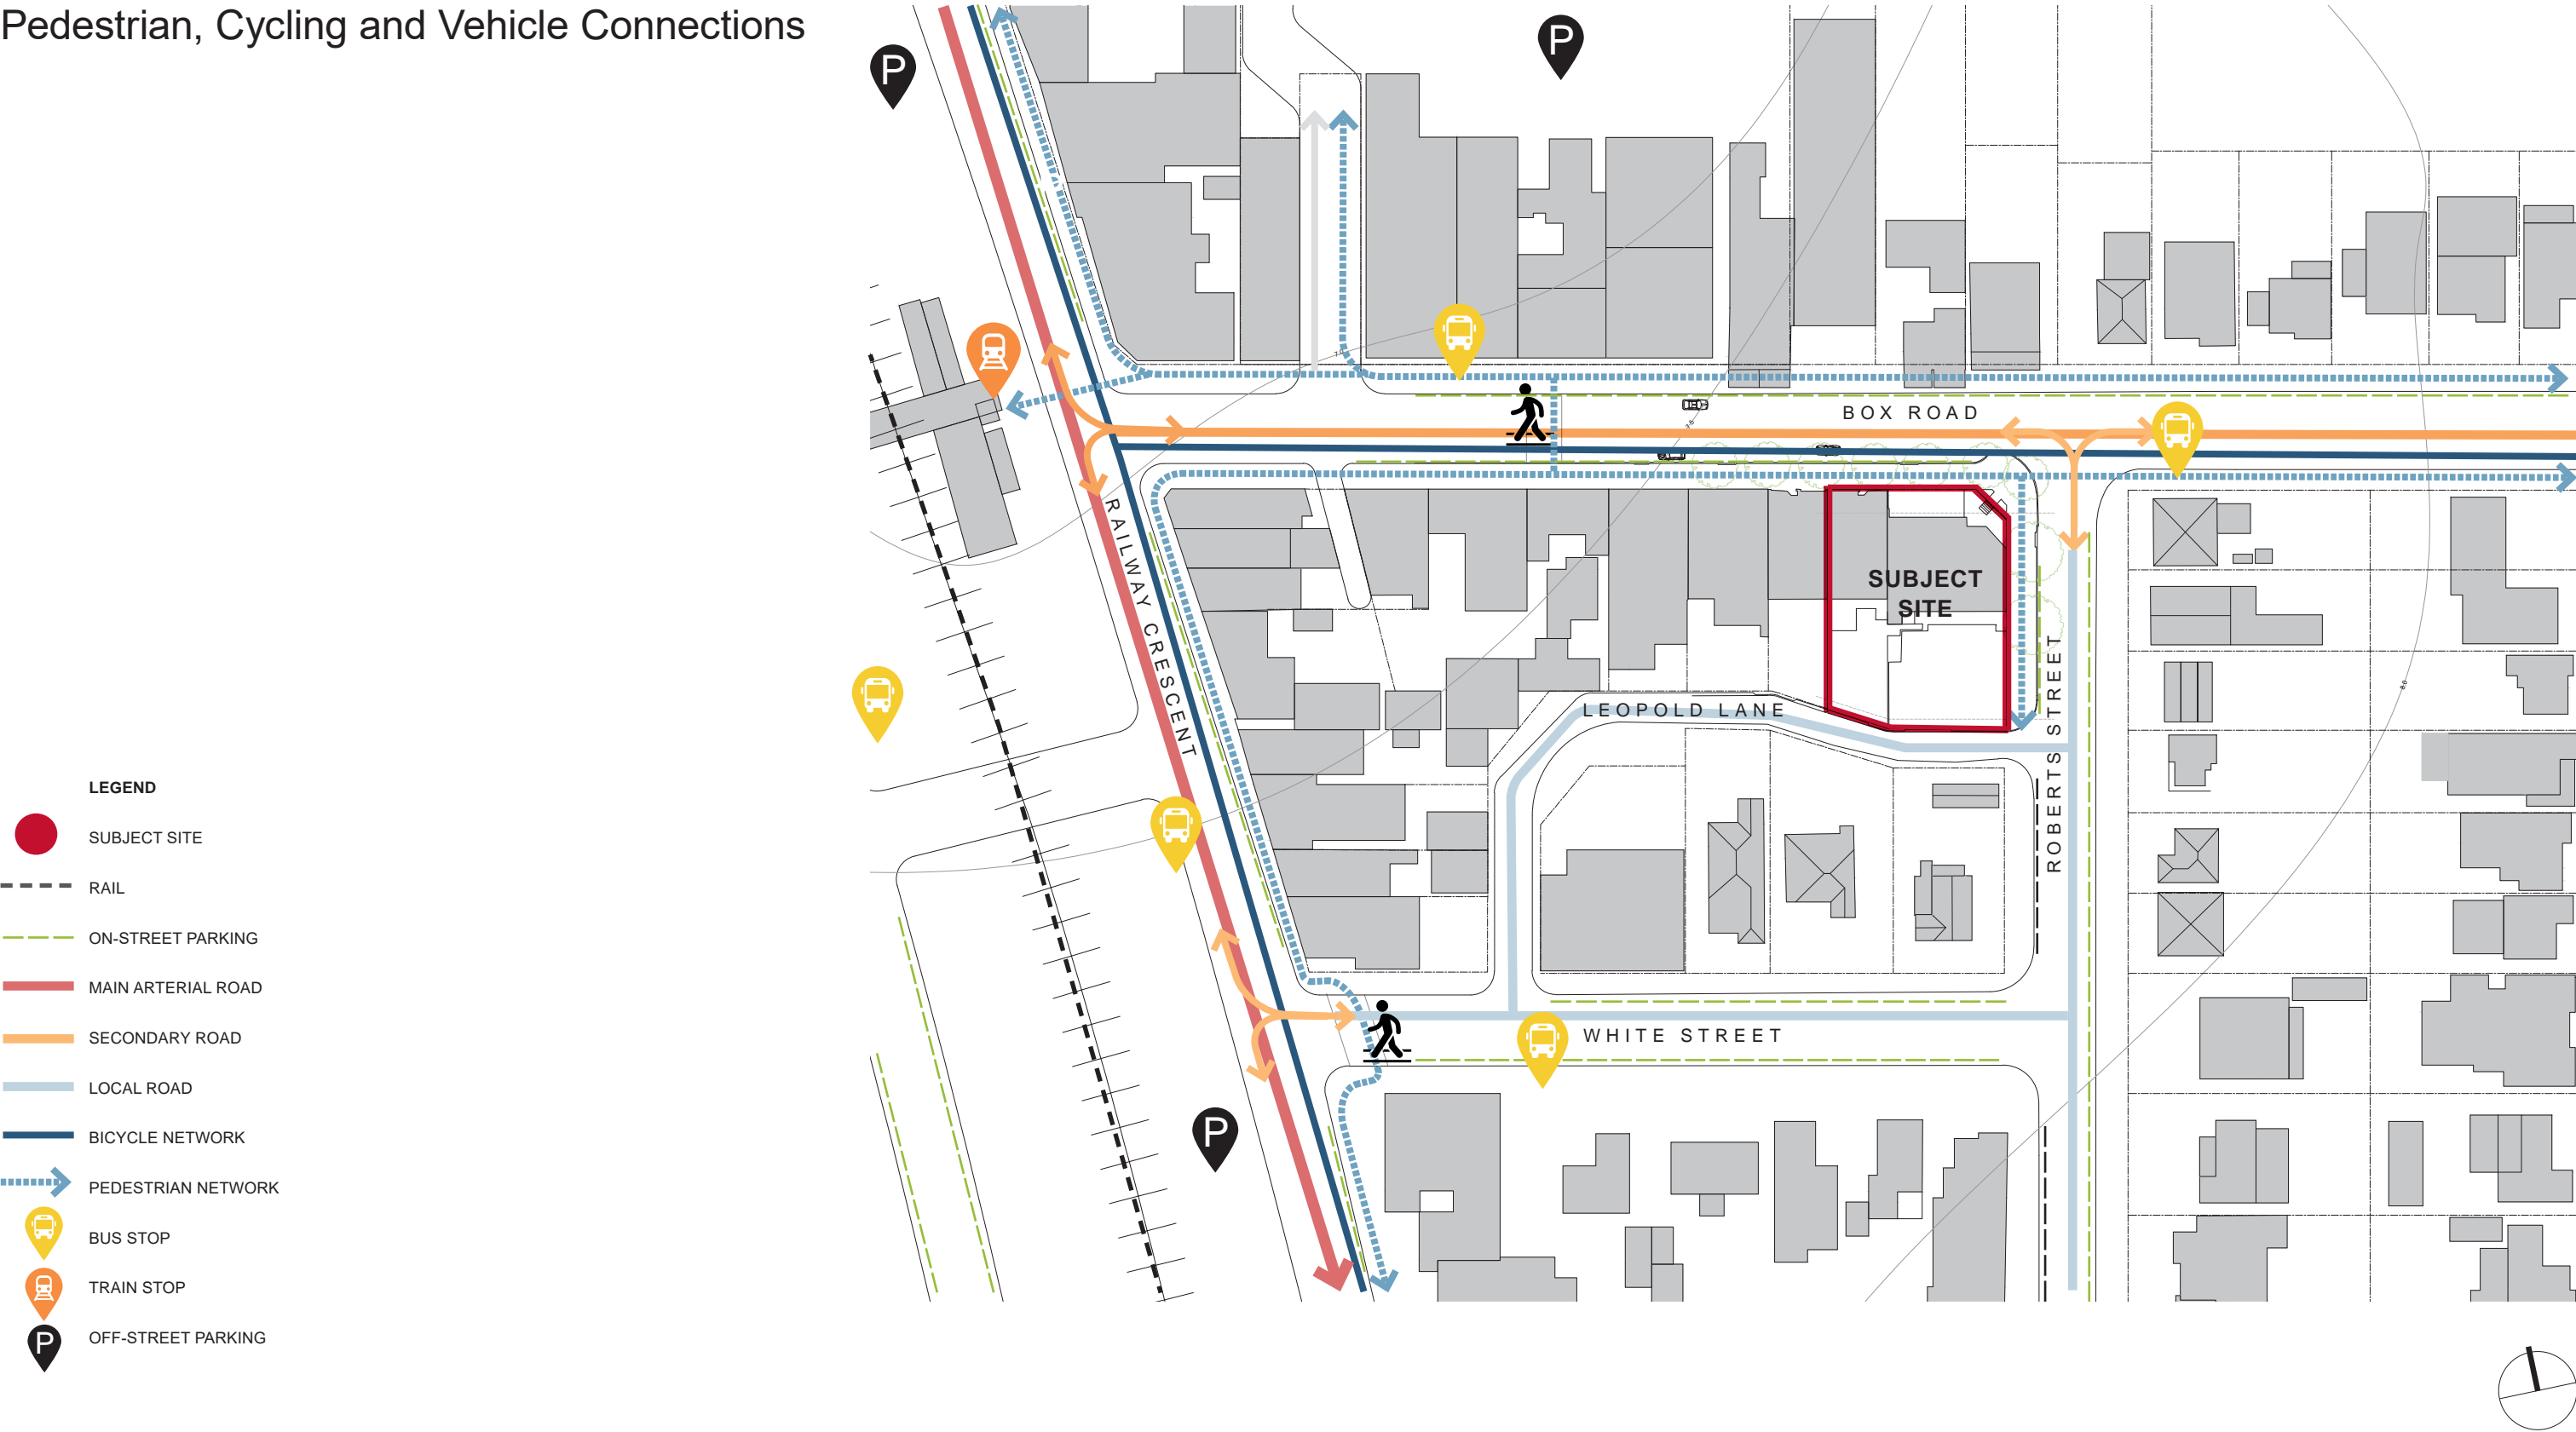 Pedestrian, Cycling and Vehicle Connections
P
P
BOX ROAD
RAILWAY CRESCENT
SUBJECT
SITE
LEOPOLD LANE
ROBERTS STREET
WHITE STREET
P
LEGEND
SUBJECT SITE
RAIL
ON-STREET PARKING
MAIN ARTERIAL ROAD
SECONDARY ROAD
LOCAL ROAD
BICYCLE NETWORK
PEDESTRIAN NETWORK
BUS STOP
TRAIN STOP
P
OFF-STREET PARKING